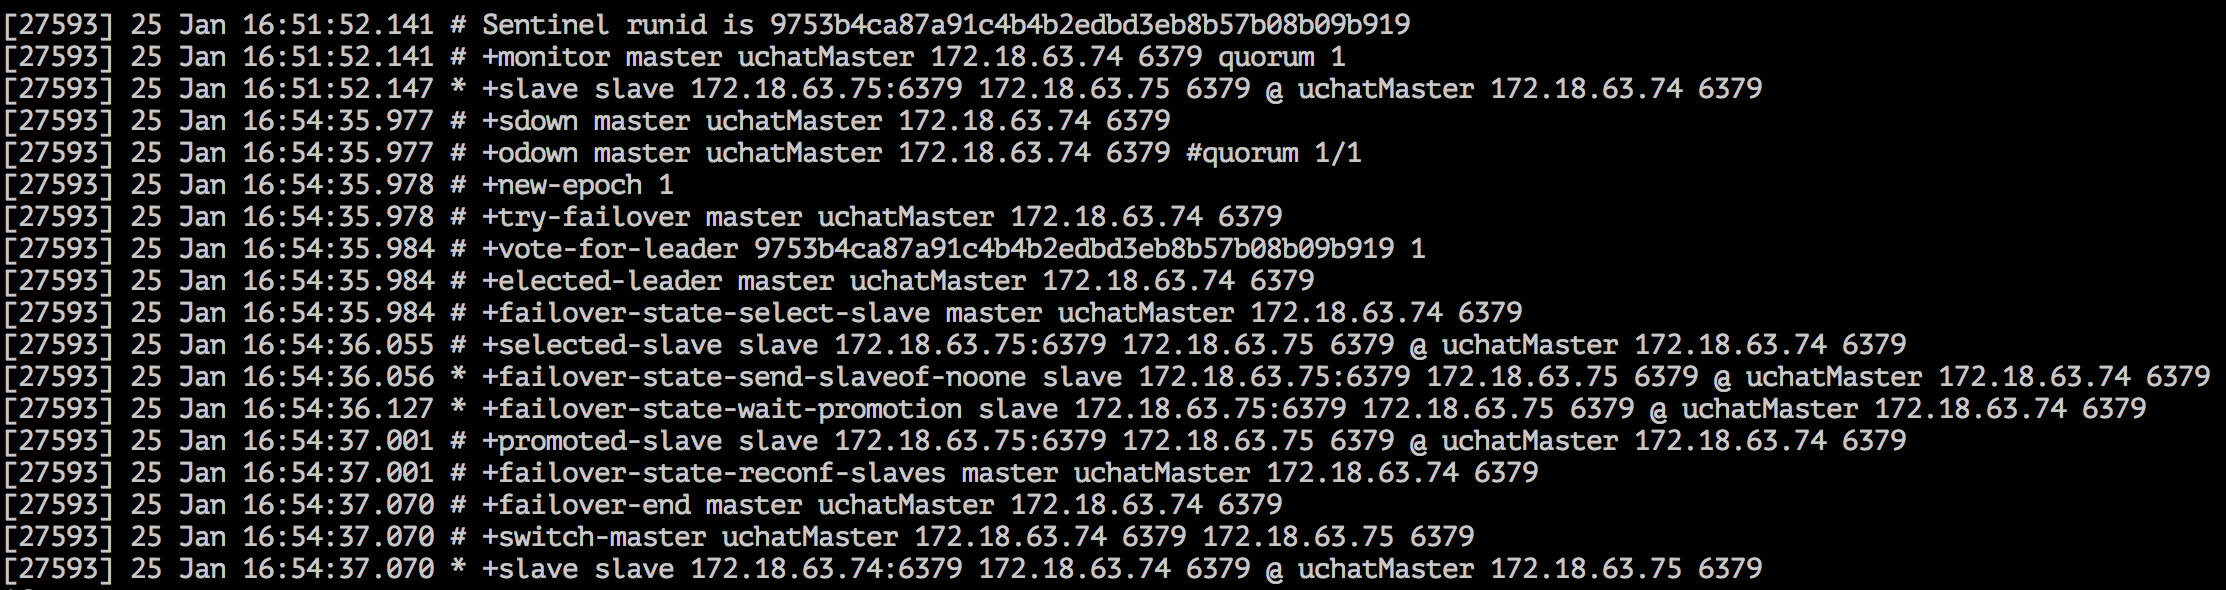 [27593] 25 Jan 16:51:52.141 # Sentinel runid is 9753b4ca87a91c4b4b2edbd3eb8b57b08b09b919
[27593] 25 Jan 16:51:52.141 # +monitor master uchatMaster 172.18.63.74 6379 quorum 1
[27593] 25 Jan 16:51:52.147 * +slave slave 172.18.63.75:6379 172.18.63.75 6379 @ uchatMaster 172.18.63.74 6379
[27593] 25 Jan 16:54:35.977 # +sdown master uchatMaster 172.18.63.74 6379
[27593] 25 Jan 16:54:35.977 # +odown master uchatMaster 172.18.63.74 6379 #quorum 1/1
[27593] 25 Jan 16:54:35.978 # +new-epoch 1
[27593] 25 Jan 16:54:35.978 # +try-failover master uchatMaster 172.18.63.74 6379
[27593] 25 Jan 16:54:35.984 # +vote-for-leader 9753b4ca87a91c4b4b2edbd3eb8b57b08b09b919 1
[27593] 25 Jan 16:54:35.984 # +elected-leader master uchatMaster 172.18.63.74 6379
[27593] 25 Jan 16:54:35.984 # +failover-state-select-slave master uchatMaster 172.18.63.74 6379
[27593] 25 Jan 16:54:36.055 # +selected-slave slave 172.18.63.75:6379 172.18.63.75 6379 @ uchatMaster 172.18.63.74 6379
[27593] 25 Jan 16:54:36.056 * +failover-state-send-slaveof-noone slave 172.18.63.75:6379 172.18.63.75 6379 @ uchatMaster 172.18.63.74 6379
[27593] 25 Jan 16:54:36.127 * +failover-state-wait-promotion slave 172.18.63.75:6379 172.18.63.75 6379 @ uchatMaster 172.18.63.74 6379
[27593] 25 Jan 16:54:37.001 # +promoted-slave slave 172.18.63.75:6379 172.18.63.75 6379 @ uchatMaster 172.18.63.74 6379
[27593] 25 Jan 16:54:37.001 # +failover-state-reconf-slaves master uchatMaster 172.18.63.74 6379
[27593] 25 Jan 16:54:37.070 # +failover-end master uchatMaster 172.18.63.74 6379
[27593] 25 Jan 16:54:37.070 # +switch-master uchatMaster 172.18.63.74 6379 172.18.63.75 6379
[27593] 25 Jan 16:54:37.070 * +slave slave 172.18.63.74:6379 172.18.63.74 6379 @ uchatMaster 172.18.63.75 6379